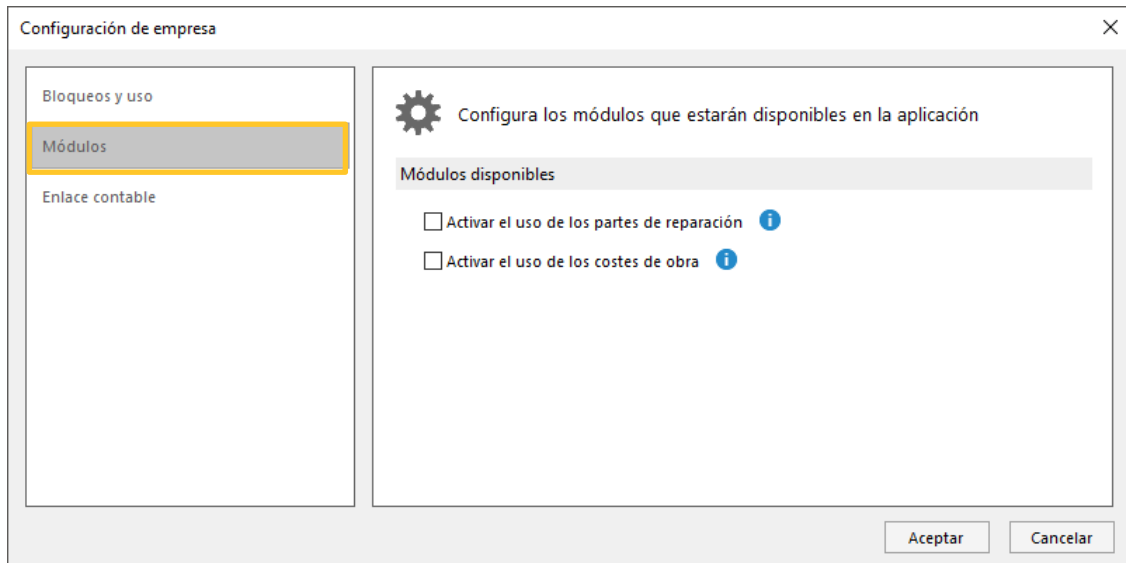 Configuración de empresa
Bloqueos y uso
Módulos
Enlace contable
Configura los módulos que estarán disponibles en la aplicación
Módulos disponibles
Activar el uso de los partes de reparación
Activar el uso de los costes de obra
Aceptar
Cancelar